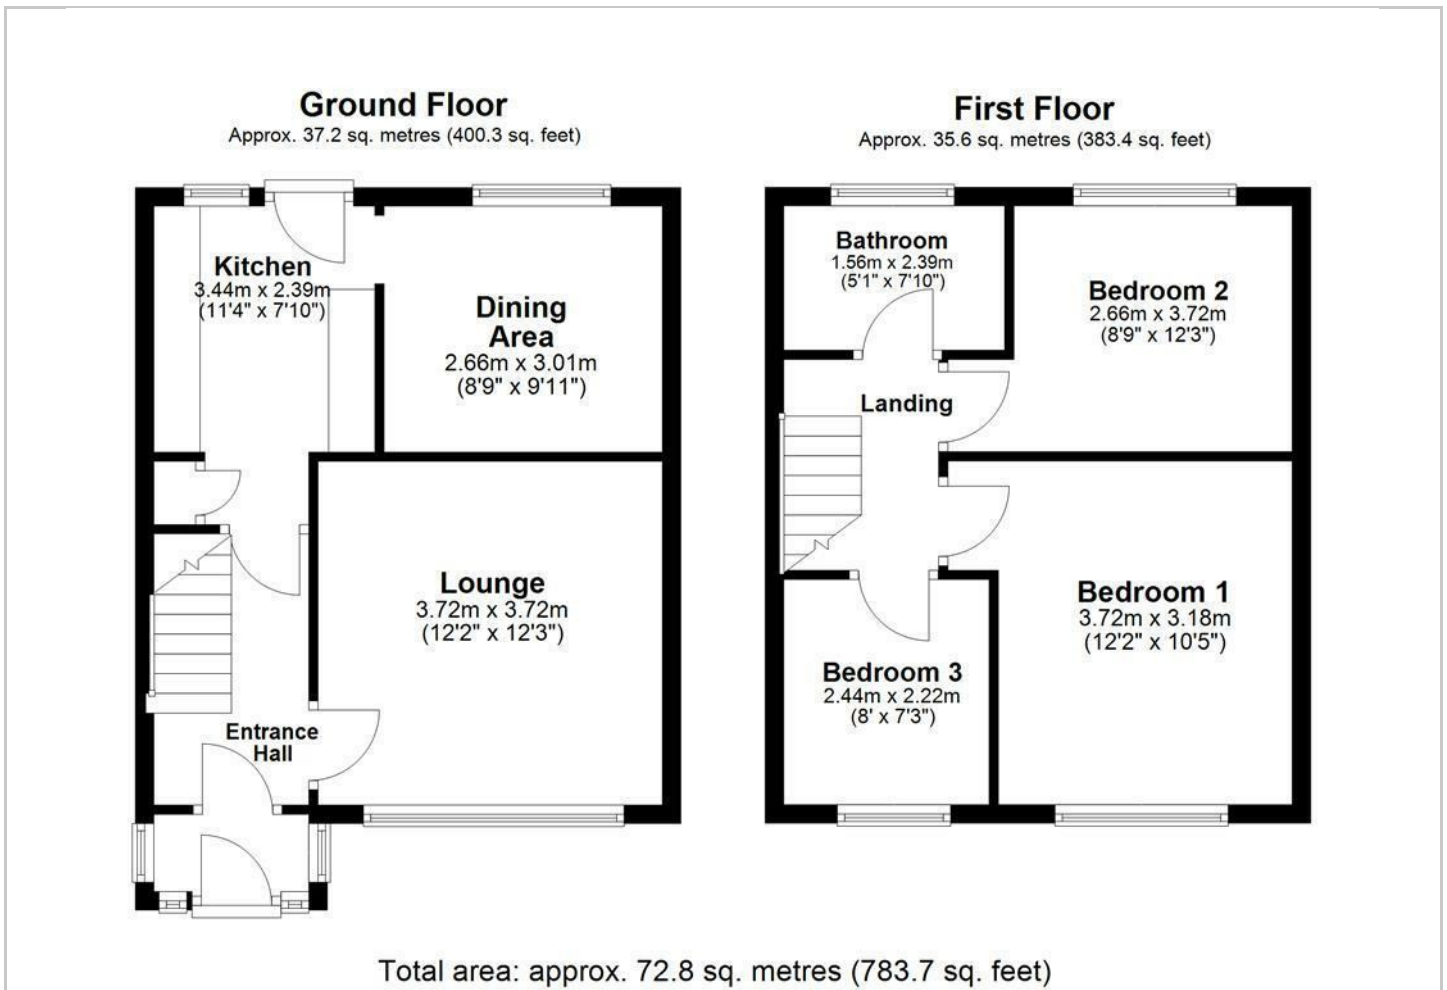 Ground Floor
Approx. 37.2 sq. metres (400.3 sq. feet)
Kitchen
3.44m x 2.39m
(11'4" x 7'10")
Dining
Area
2.66m x 3.01m
(8'9" x 9'11")
Lounge
3.72m x 3.72m
(12'2" x 12'3")
Entrance
Hall
First Floor
Approx. 35.6 sq. metres (383.4 sq. feet)
Bathroom
1.56m x 2.39m
(5'1" x 7'10")
Bedroom 2
2.66m x 3.72m
(8'9" x 12'3")
Landing
Bedroom 1
3.72m x 3.18m
(12'2" x 10'5")
Bedroom 3
2.44m x 2.22m
(8' x 7'3")
Total area: approx. 72.8 sq. metres (783.7 sq. feet)